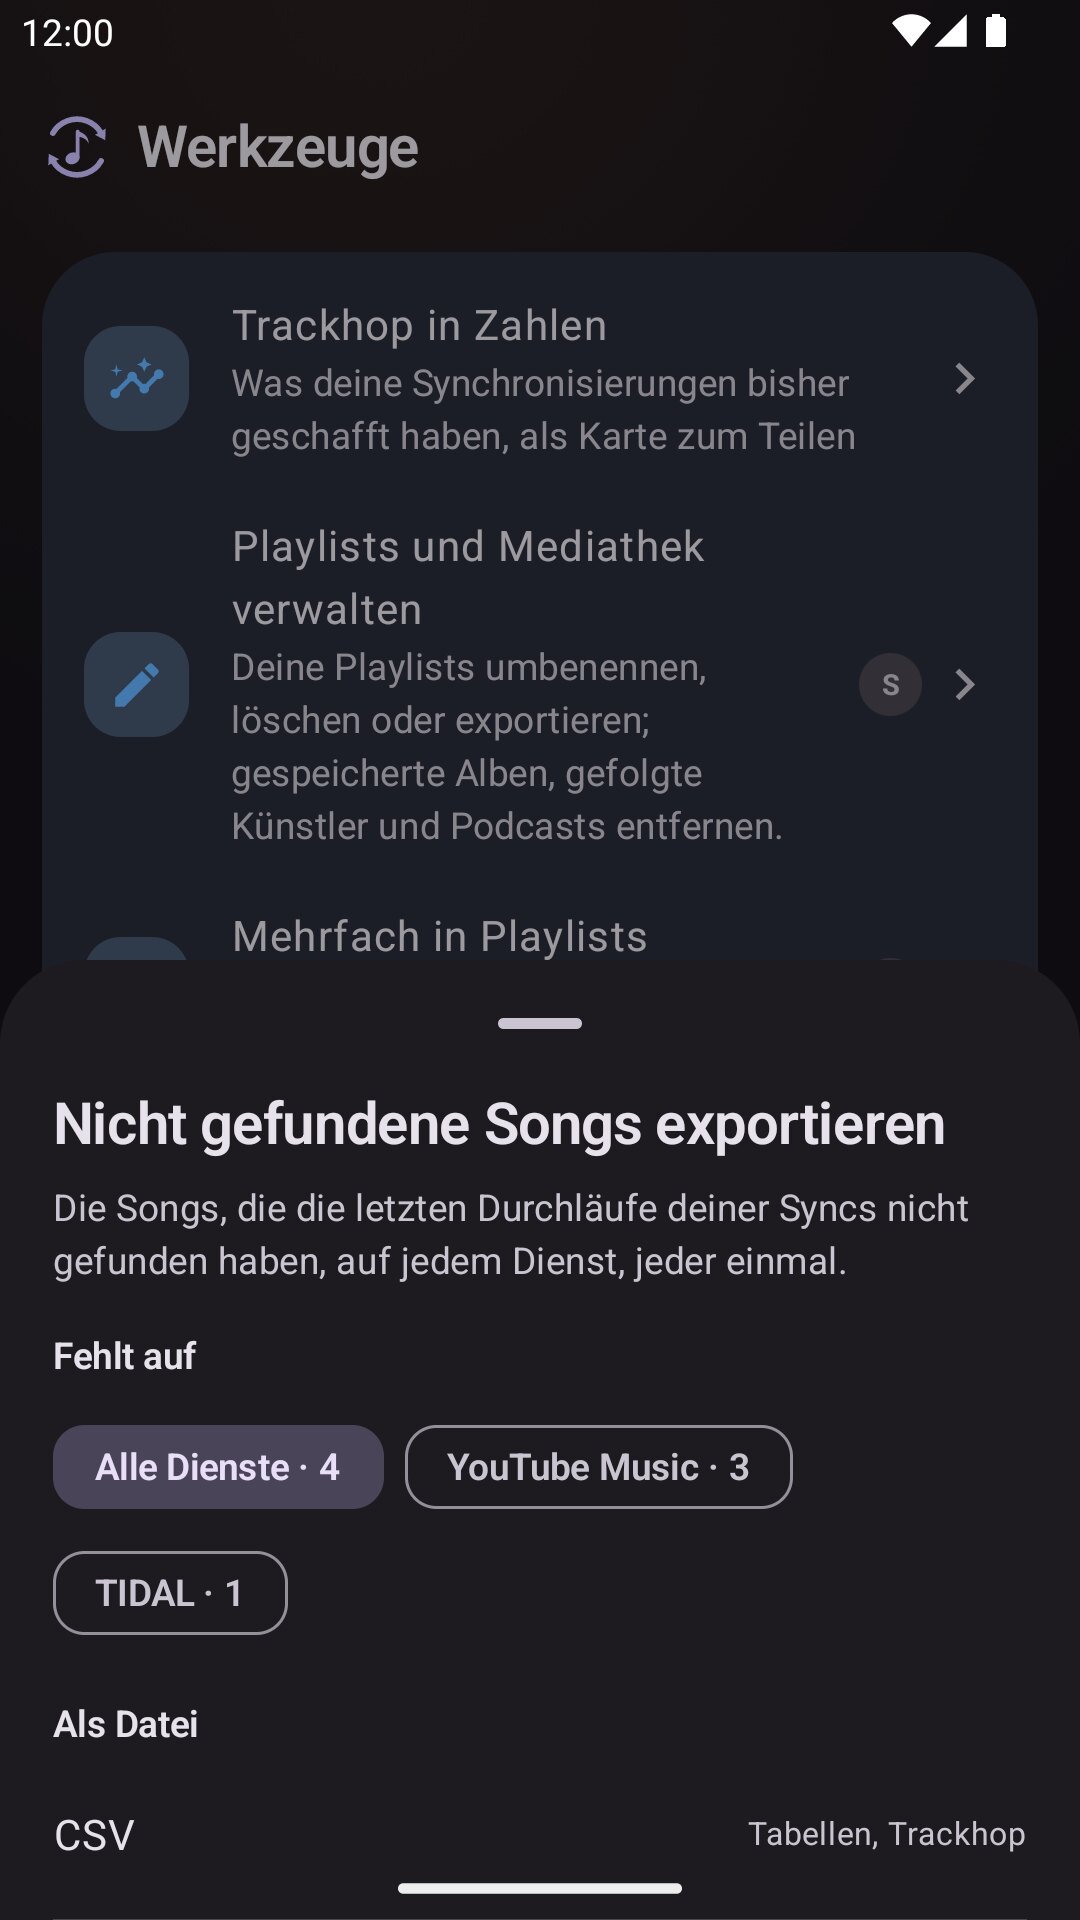 12:00
Werkzeuge
Trackhop in Zahlen
Was deine Synchronisierungen bisher
geschafft haben, als Karte zum Teilen
Playlists und Mediathek
verwalten
Deine Playlists umbenennen,
löschen oder exportieren;
gespeicherte Alben, gefolgte
Künstler und Podcasts entfernen.
S
Mehrfach in Playlists
Nicht gefundene Songs exportieren
Die Songs, die die letzten Durchläufe deiner Syncs nicht
gefunden haben, auf jedem Dienst, jeder einmal.
Fehlt auf
Alle Dienste · 4
YouTube Music · 3
TIDAL · 1
Als Datei
CSV
Tabellen, Trackhop